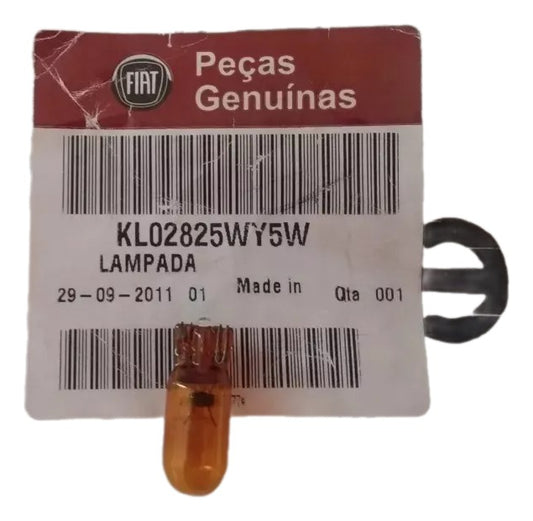 FIAT
Peças
Genuínas
KL02825WY5W
LAMPADA
29-09-2011 01 Made in Qta 001